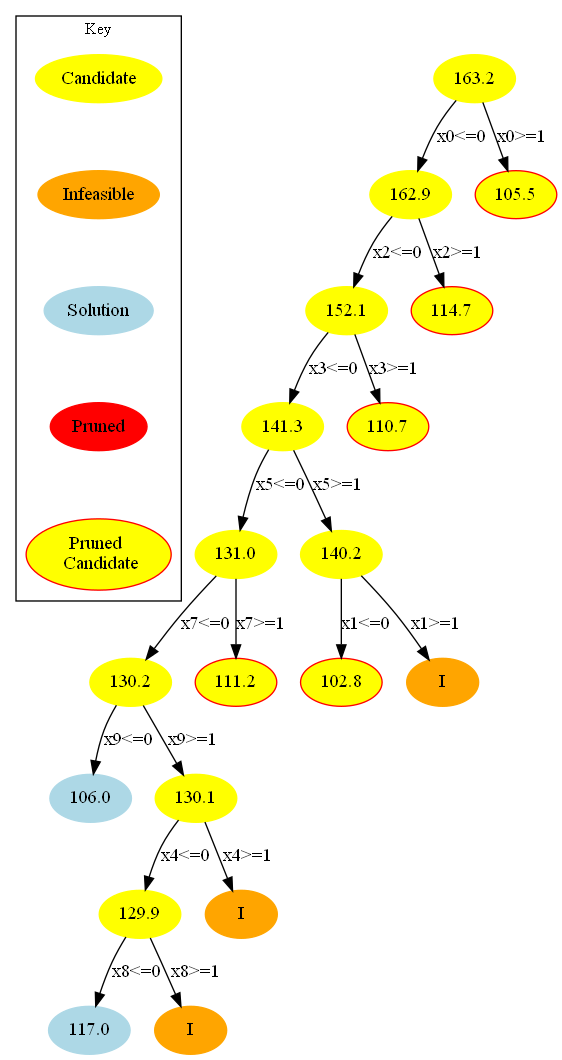 Key
Candidate
163.2
x0<=0
x0>=1
Infeasible
162.9
105.5
x2<=0
x2>=1
Solution
152.1
114.7
x3<=0
x3>=1
Pruned
141.3
110.7
x5<=0
x5>=1
Pruned
Candidate
131.0
140.2
x7<=0
x7>=1
x1<=0
x1>=1
130.2
111.2
102.8
I
x9<=0
x9>=1
106.0
130.1
x4<=0
x4>=1
129.9
I
x8<=0
x8>=1
117.0
I